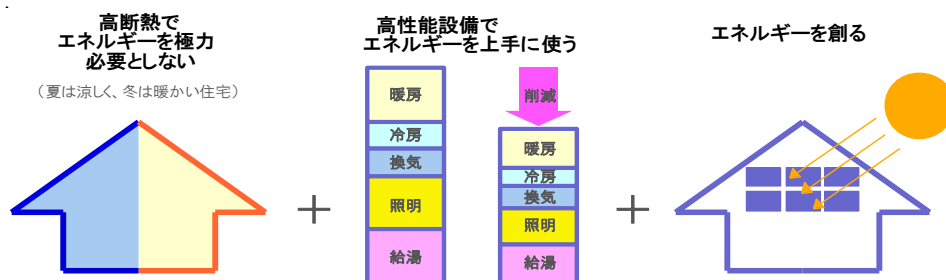 高断熱で
エネルギーを極力
必要としない
（夏は涼しく、冬は暖かい住宅）
高性能設備で
エネルギーを上手に使う
暖房
冷房
換気
照明
給湯
削減
暖房
冷房
換気
照明
給湯
エネルギーを創る